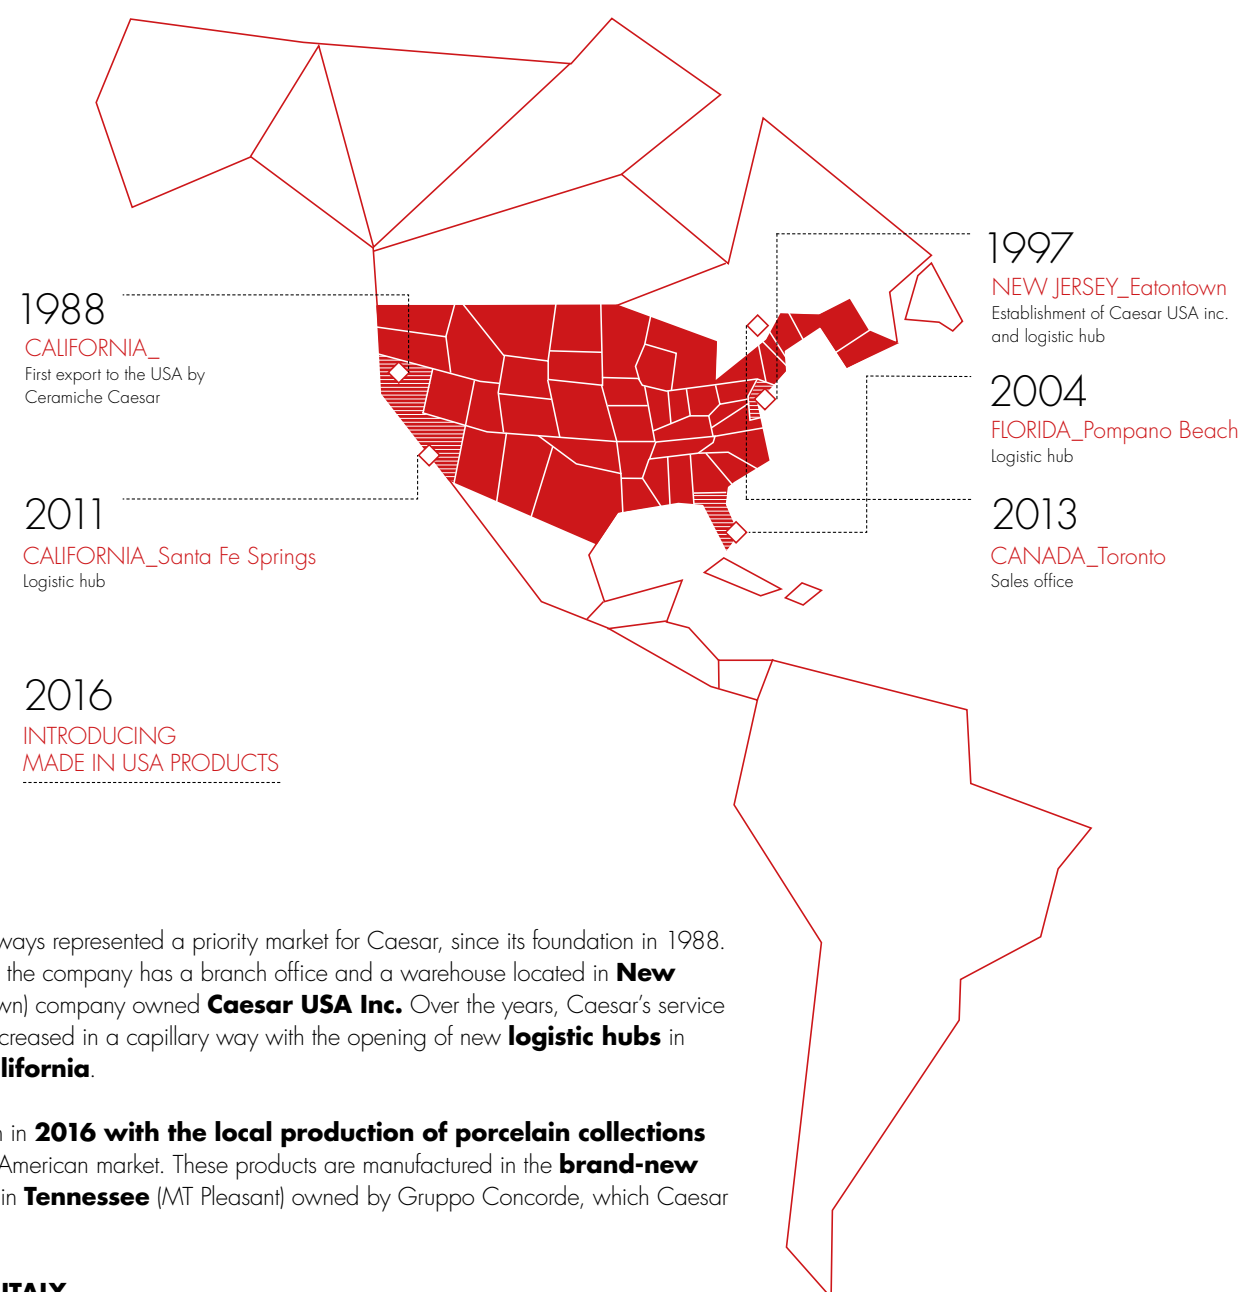 1988
CALIFORNIA_
First export to the USA by
Ceramiche Caesar
2011
CALIFORNIA_Santa Fe Springs
Logistic hub
2016
INTRODUCING
MADE IN USA PRODUCTS
1997
NEW JERSEY_Eatontown
Establishment of Caesar USA inc.
and logistic hub
2004
FLORIDA_Pompano Beach
Logistic hub
2013
CANADA_Toronto
Sales office
ways represented a priority market for Caesar, since its foundation in 1988.
the company has a branch office and a warehouse located in New
wn) company owned Caesar USA Inc. Over the years, Caesar’s service
creased in a capillary way with the opening of new logistic hubs in
lifornia.
in 2016 with the local production of porcelain collections
American market. These products are manufactured in the brand-new
in Tennessee (MT Pleasant) owned by Gruppo Concorde, which Caesar
ITALY